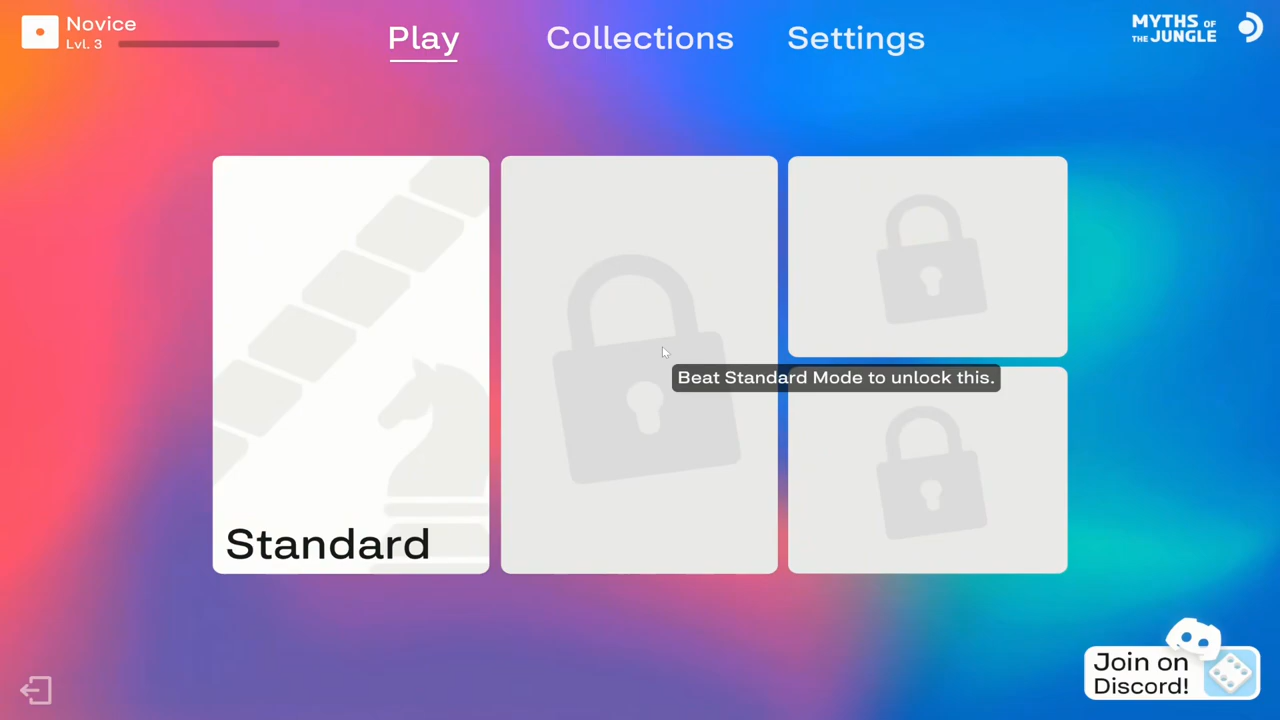 Novice
Lvl. 3
Play
Collections
Settings
MYTHS OF
THE JUNGLE
Beat Standard Mode to unlock this.
Standard
Join on
Discord!